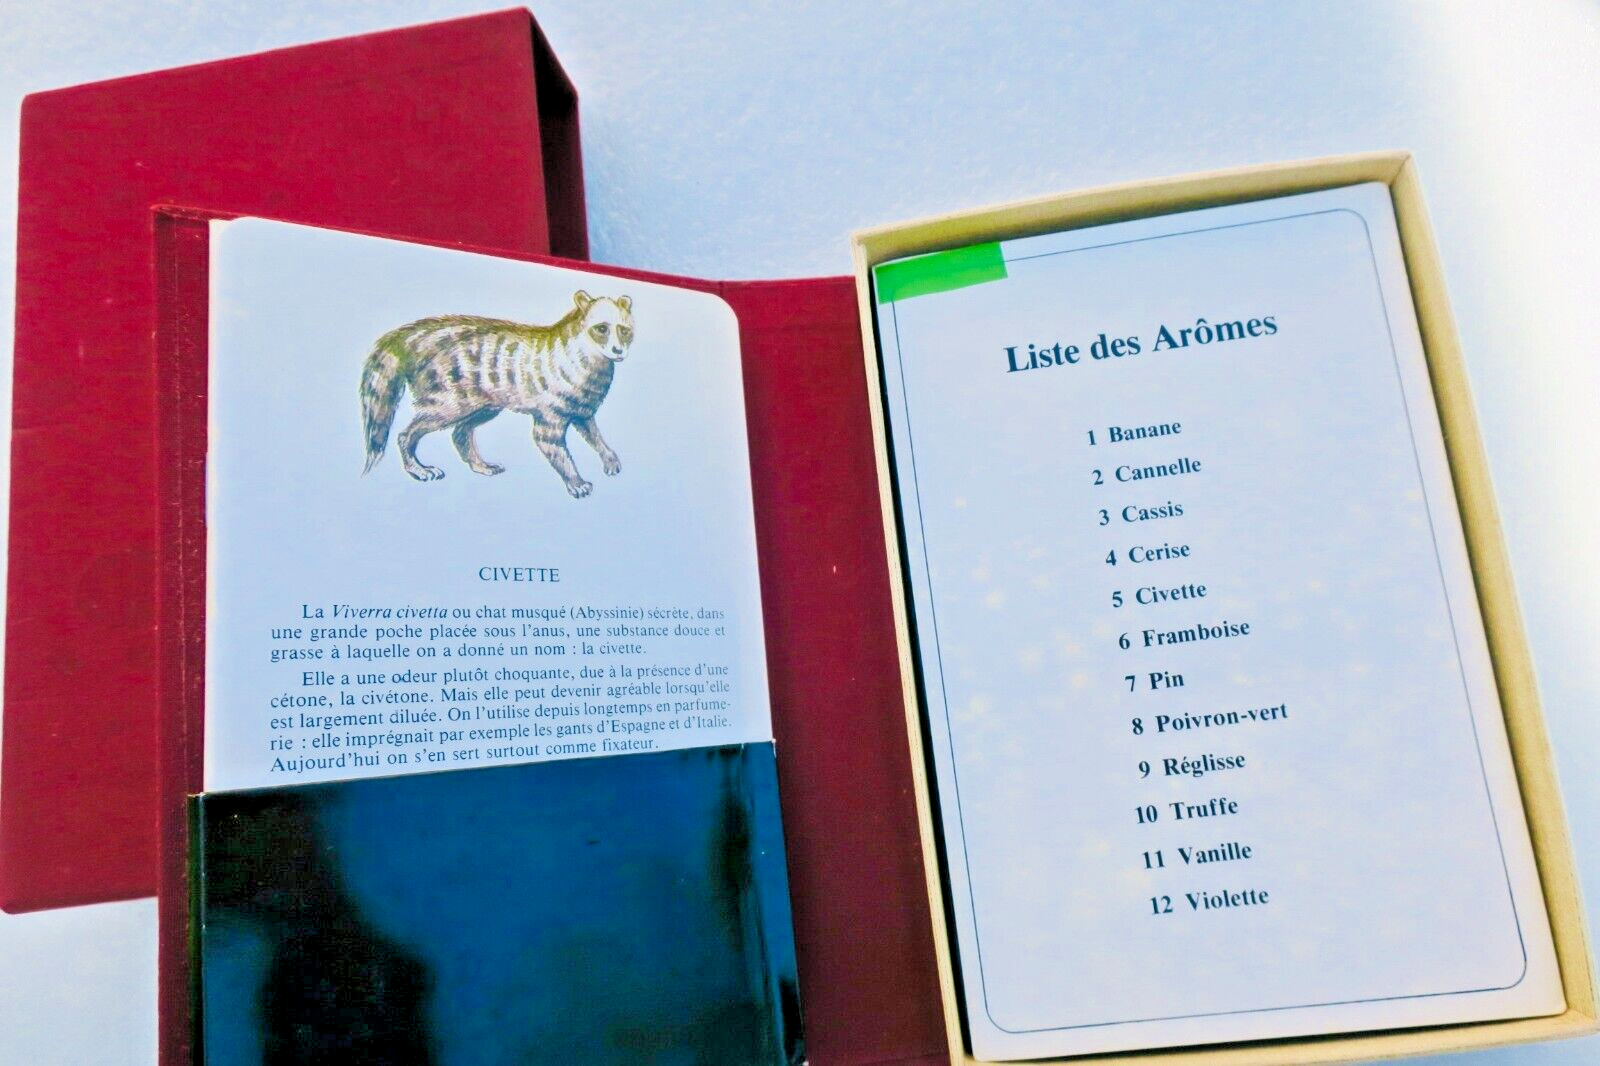 CIVETTE
La Viverra civetta ou chat musqué (Abyssinie) sécrète, dans
une grande poche placée sous l'anus, une substance douce et
grasse à laquelle on a donné un nom : la civette.
Elle a une odeur plutôt choquante, due à la présence d'une
cétone, la civétone. Mais elle peut devenir agréable lorsqu'elle
est largement diluée. On l'utilise depuis longtemps en parfume-
rie : elle imprégnait par exemple les gants d'Espagne et d'Italie.
Aujourd'hui on s'en sert surtout comme fixateur.
Liste des Arômes
1 Banane
2 Cannelle
3 Cassis
4 Cerise
5 Civette
6 Framboise
7 Pin
8 Poivron-vert
9 Réglisse
10 Truffe
11 Vanille
12 Violette